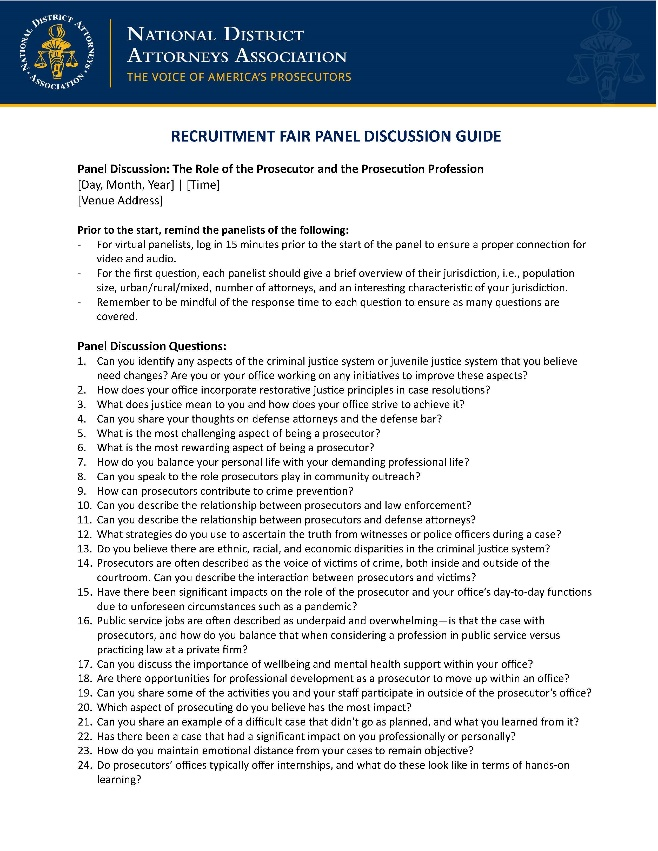 NATIONAL DISTRICT ATTORNEYS
ASSOCIATION
NATIONAL DISTRICT
ATTORNEYS ASSOCIATION
THE VOICE OF AMERICA'S PROSECUTORS
RECRUITMENT FAIR PANEL DISCUSSION GUIDE
Panel Discussion: The Role of the Prosecutor and the Prosecution Profession
[Day, Month, Year] | [Time]
[Venue Address]
Prior to the start, remind the panelists of the following:
- For virtual panelists, log in 15 minutes prior to the start of the panel to ensure a proper connection for
video and audio.
- For the first question, each panelist should give a brief overview of their jurisdiction, i.e., population
size, urban/rural/mixed, number of attorneys, and an interesting characteristic of your jurisdiction.
- Remember to be mindful of the response time to each question to ensure as many questions are
covered.
Panel Discussion Questions:
1. Can you identify any aspects of the criminal justice system or juvenile justice system that you believe
need changes? Are you or your office working on any initiatives to improve these aspects?
2. How does your office incorporate restorative justice principles in case resolutions?
3. What does justice mean to you and how does your office strive to achieve it?
4. Can you share your thoughts on defense attorneys and the defense bar?
5. What is the most challenging aspect of being a prosecutor?
6. What is the most rewarding aspect of being a prosecutor?
7. How do you balance your personal life with your demanding professional life?
8. Can you speak to the role prosecutors play in community outreach?
9. How can prosecutors contribute to crime prevention?
10. Can you describe the relationship between prosecutors and law enforcement?
11. Can you describe the relationship between prosecutors and defense attorneys?
12. What strategies do you use to ascertain the truth from witnesses or police officers during a case?
13. Do you believe there are ethnic, racial, and economic disparities in the criminal justice system?
14. Prosecutors are often described as the voice of victims of crime, both inside and outside of the
courtroom. Can you describe the interaction between prosecutors and victims?
15. Have there been significant impacts on the role of the prosecutor and your office's day-to-day functions
due to unforeseen circumstances such as a pandemic?
16. Public service jobs are often described as underpaid and overwhelming—is that the case with
prosecutors, and how do you balance that when considering a profession in public service versus
practicing law at a private firm?
17. Can you discuss the importance of wellbeing and mental health support within your office?
18. Are there opportunities for professional development as a prosecutor to move up within an office?
19. Can you share some of the activities you and your staff participate in outside of the prosecutor's office?
20. Which aspect of prosecuting do you believe has the most impact?
21. Can you share an example of a difficult case that didn't go as planned, and what you learned from it?
22. Has there been a case that had a significant impact on you professionally or personally?
23. How do you maintain emotional distance from your cases to remain objective?
24. Do prosecutors' offices typically offer internships, and what do these look like in terms of hands-on
learning?